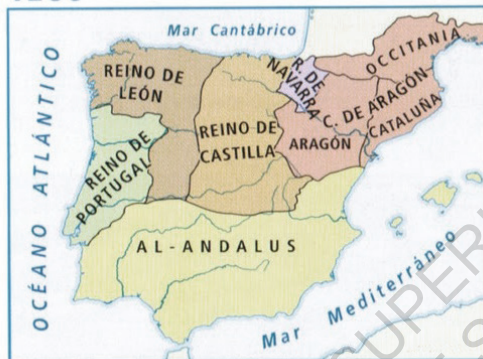 Mar Cantábrico
OCÉANO ATLÁNTICO
REINO DE
LEÓN
R. DE
NAVARRA
OCCITANIA
C. DE ARAGÓN
CATALUÑA
ARAGÓN
REINO DE
CASTILLA
REINO DE
PORTUGAL
AL-ANDALUS
Mar Mediterráneo